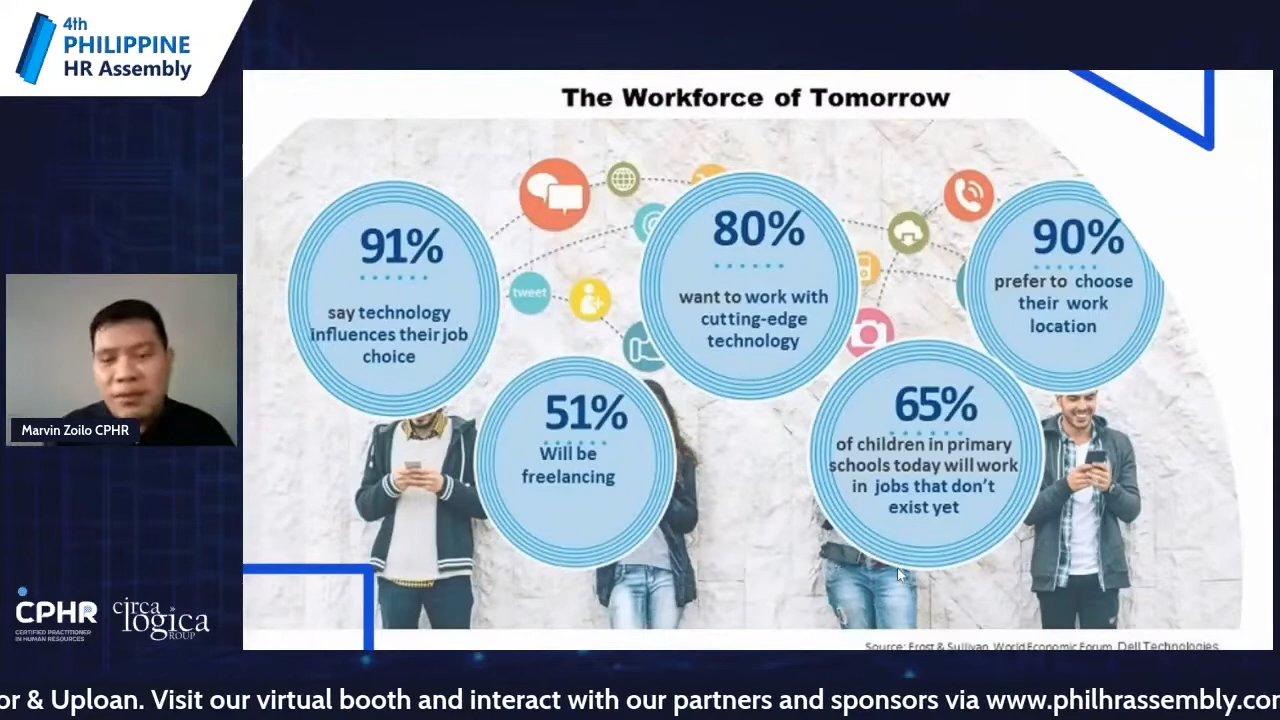 4th
PHILIPPINE
HR Assembly
The Workforce of Tomorrow
91%
say technology
influences their job
choice
tweet
80%
want to work with
cutting-edge
technology
90%
prefer to choose
their work
location
51%
Will be
freelancing
65%
of children in primary
schools today will work
in jobs that don't
exist yet
Marvin Zoilo CPHR
CPHR
CERTIFIED PRACTITIONER
IN HUMAN RESOURCES
circa
logica
GROUP
Source: Frost & Sullivan, World Economic Forum, Dell Technologies
or & Uploan. Visit our virtual booth and interact with our partners and sponsors via www.philhrassembly.co